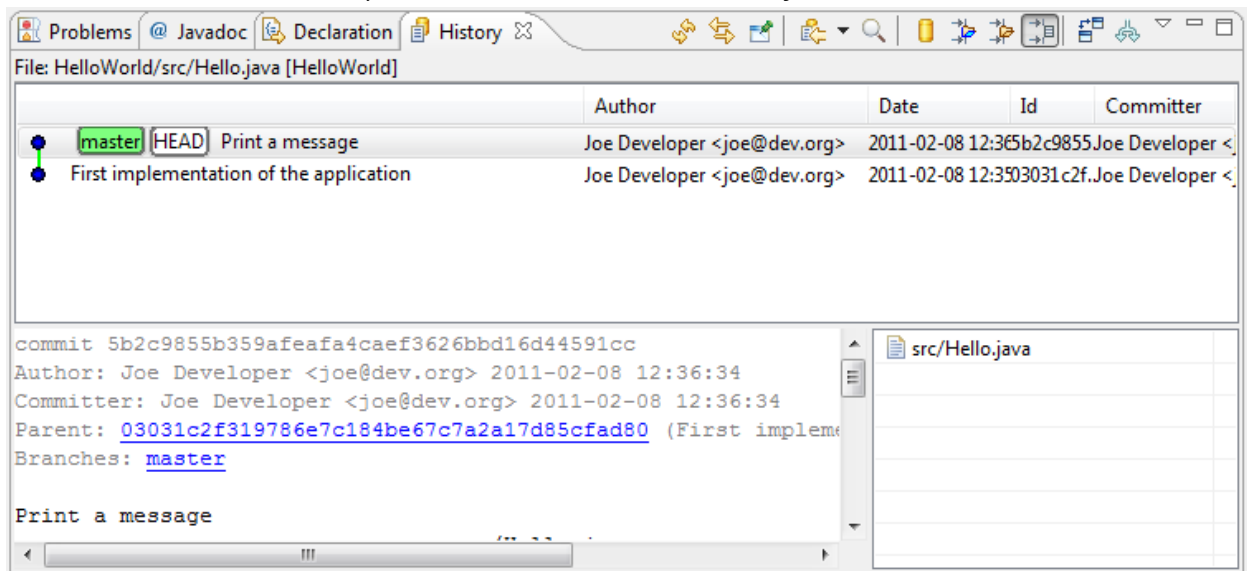 Problems @ Javadoc Declaration History
File: HelloWorld/src/Hello.java [HelloWorld]
Author Date Id Committer
master HEAD Print a message Joe Developer <joe@dev.org> 2011-02-08 12:36 5b2c9855 Joe Developer <
First implementation of the application Joe Developer <joe@dev.org> 2011-02-08 12:35 03031c2f. Joe Developer <
commit 5b2c9855b359afeafa4caef3626bbd16d44591cc
Author: Joe Developer <joe@dev.org> 2011-02-08 12:36:34
Committer: Joe Developer <joe@dev.org> 2011-02-08 12:36:34
Parent: 03031c2f319786e7c184be67c7a2a17d85cfad80 (First impleme
Branches: master
Print a message
src/Hello.java